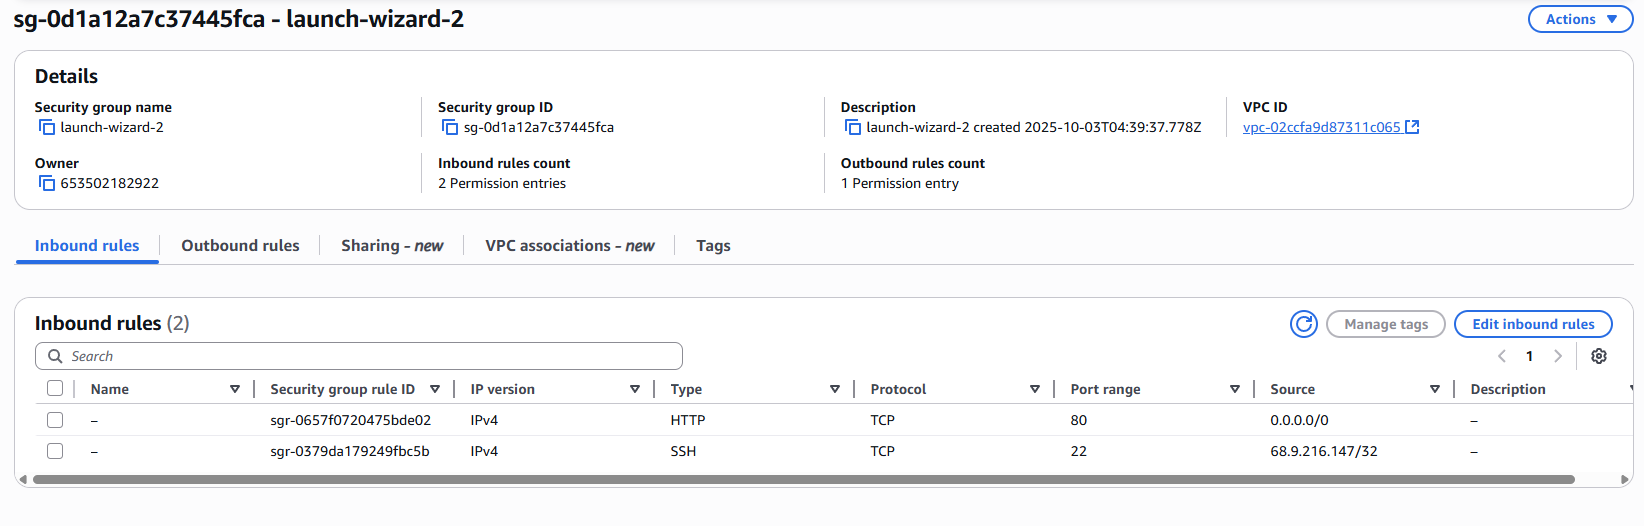 sg-0d1a12a7c37445fca - launch-wizard-2
Actions
Details
Security group name
launch-wizard-2
Security group ID
sg-0d1a12a7c37445fca
Description
launch-wizard-2 created 2025-10-03T04:39:37.778Z
VPC ID
vpc-02ccfa9d87311c065
Owner
653502182922
Inbound rules count
2 Permission entries
Outbound rules count
1 Permission entry
Inbound rules
Outbound rules
Sharing - new
VPC associations - new
Tags
Inbound rules (2)
Manage tags
Edit inbound rules
Search
1
Name Security group rule ID IP version Type Protocol Port range Source Description
– sgr-0657f0720475bde02 IPv4 HTTP TCP 80 0.0.0.0/0 –
– sgr-0379da179249fbc5b IPv4 SSH TCP 22 68.9.216.147/32 –